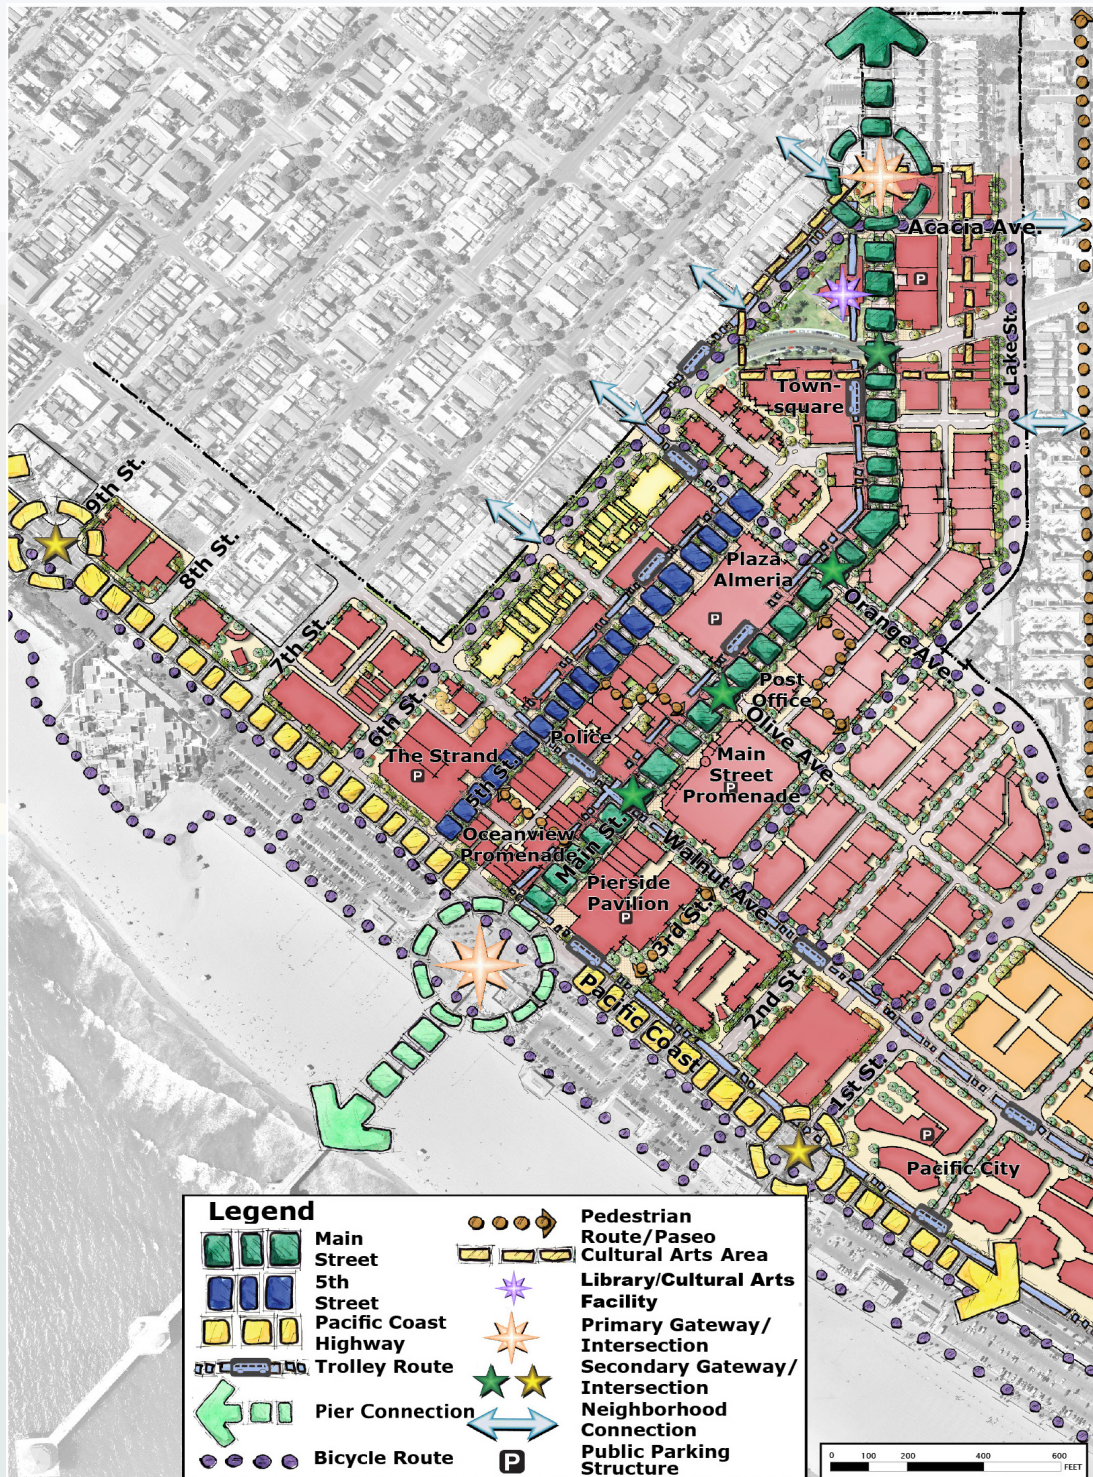 Acacia Ave.
P
Lake St.
Town-
square
9th St.
8th St.
7th St.
6th St.
Plaza
Almeria
P
Orange Ave.
Post
Office
Olive Ave.
Police
The Strand
P
5th St.
Main
Street
Promenade
P
Oceanview
Promenade
Main St.
Walnut Ave.
Pierside
Pavilion
P
3rd St.
2nd St.
Pacific Coast
1st St.
P
Pacific City
Legend
Main
Street
5th
Street
Pacific Coast
Highway
Trolley Route
Pier Connection
Bicycle Route
Pedestrian
Route/Paseo
Cultural Arts Area
Library/Cultural Arts
Facility
Primary Gateway/
Intersection
Secondary Gateway/
Intersection
Neighborhood
Connection
P
Public Parking
Structure
0 100 200 400 600
FEET